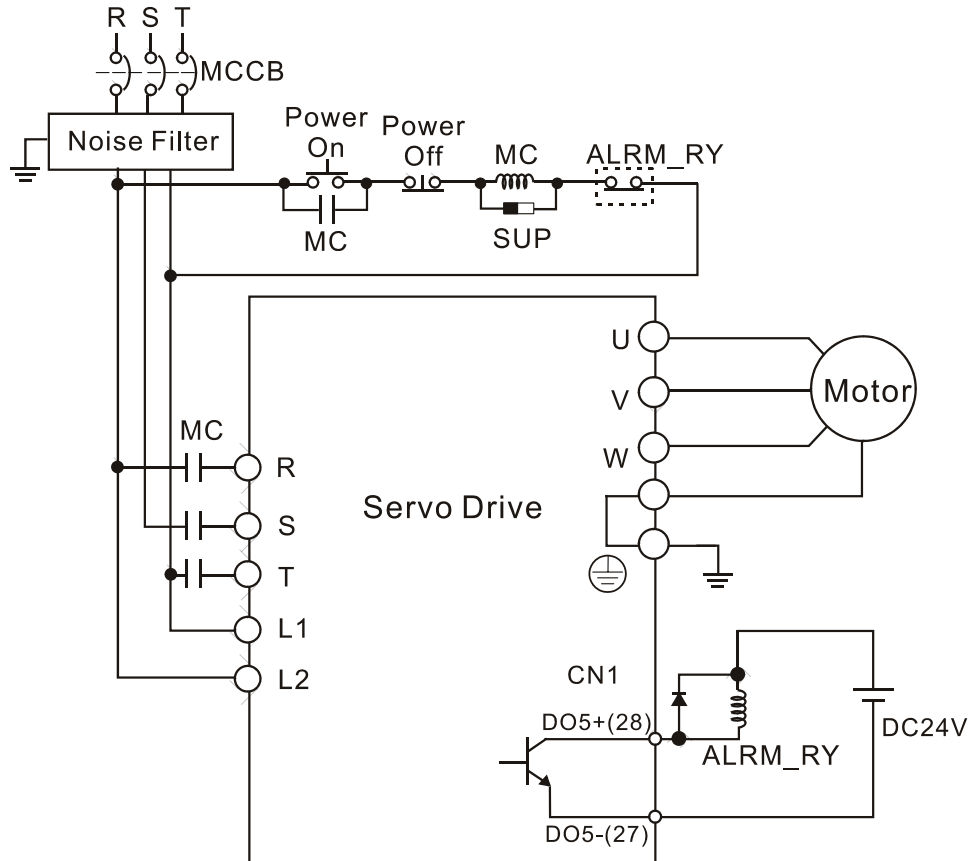 R S T
MCCB
Noise Filter
Power
On
Power
Off
MC
ALRM_RY
MC
SUP
U
V
Motor
MC
W
R
Servo Drive
S
T
L1
L2
CN1
DO5+(28)
DC24V
ALRM_RY
DO5-(27)